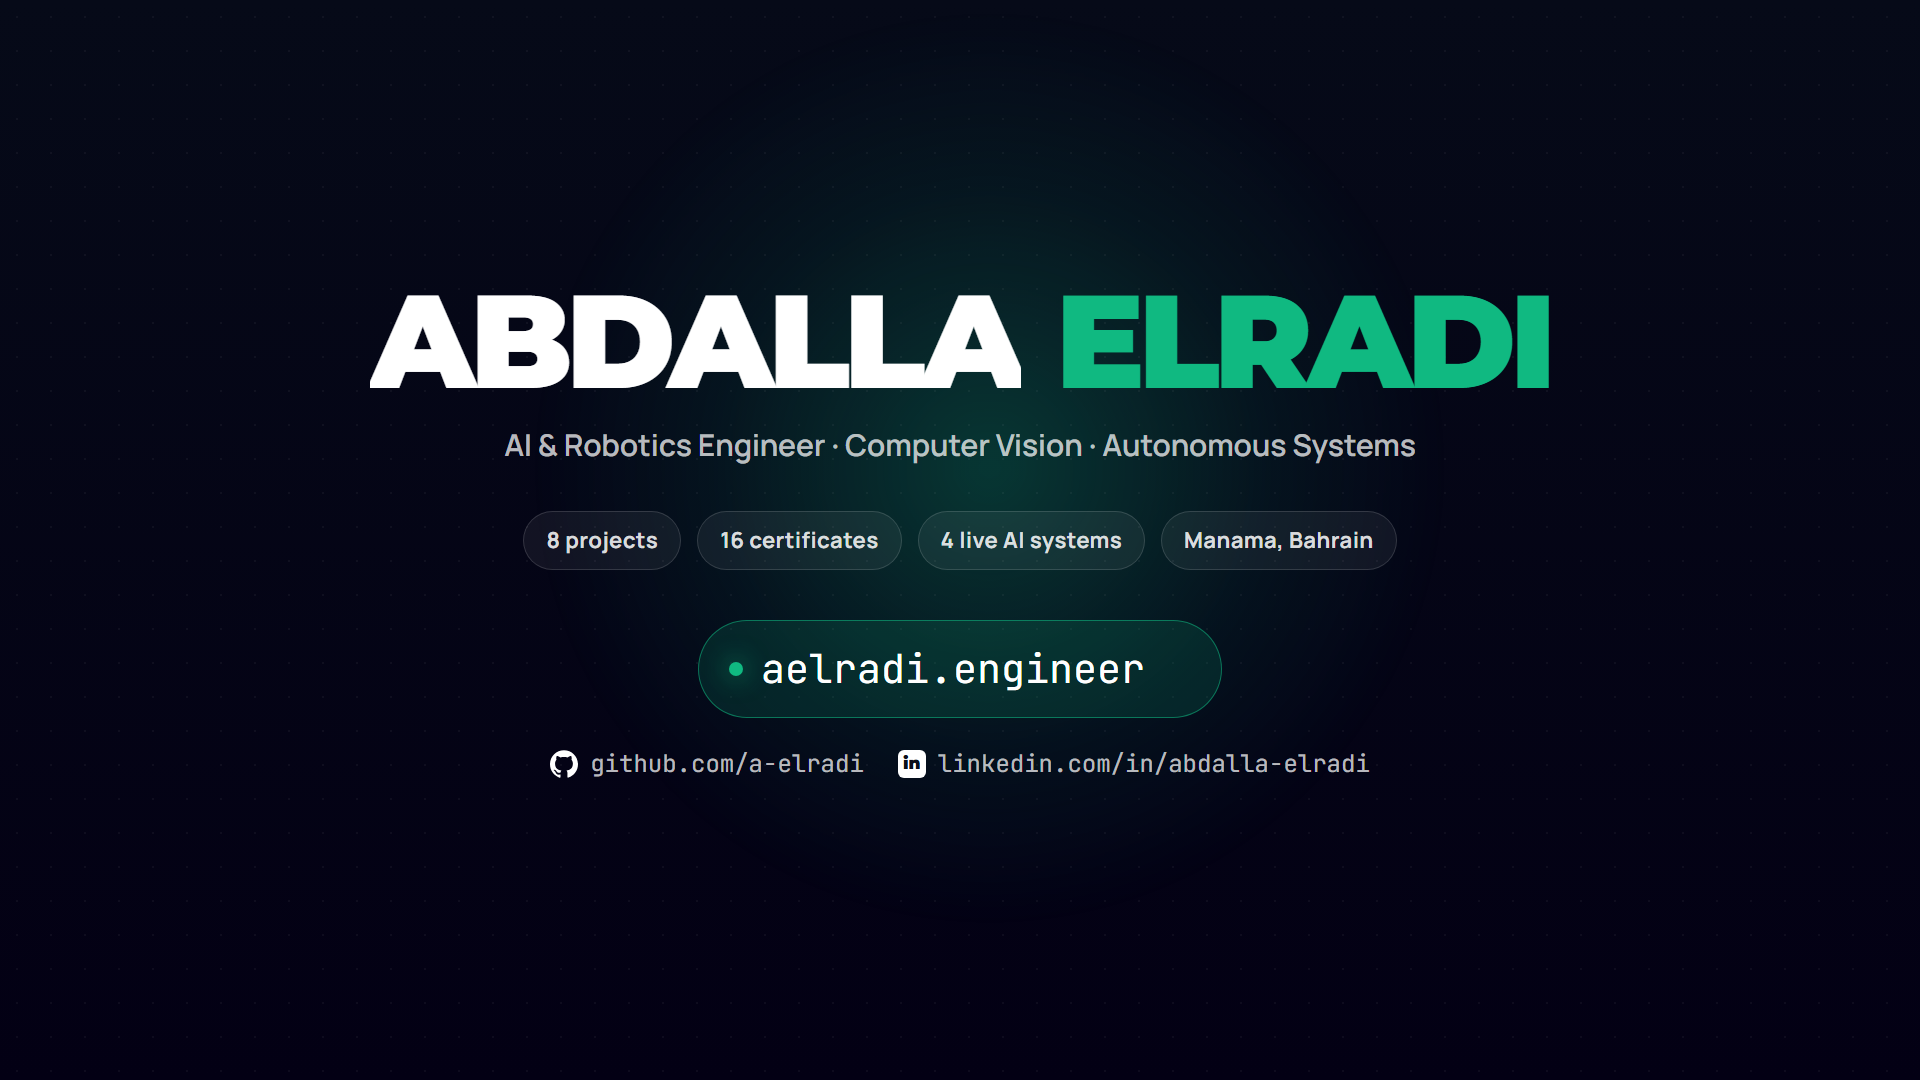 ABDALLA ELRADI
AI & Robotics Engineer · Computer Vision · Autonomous Systems
8 projects 16 certificates 4 live AI systems Manama, Bahrain
aelradi.engineer
github.com/a-elradi linkedin.com/in/abdalla-elradi